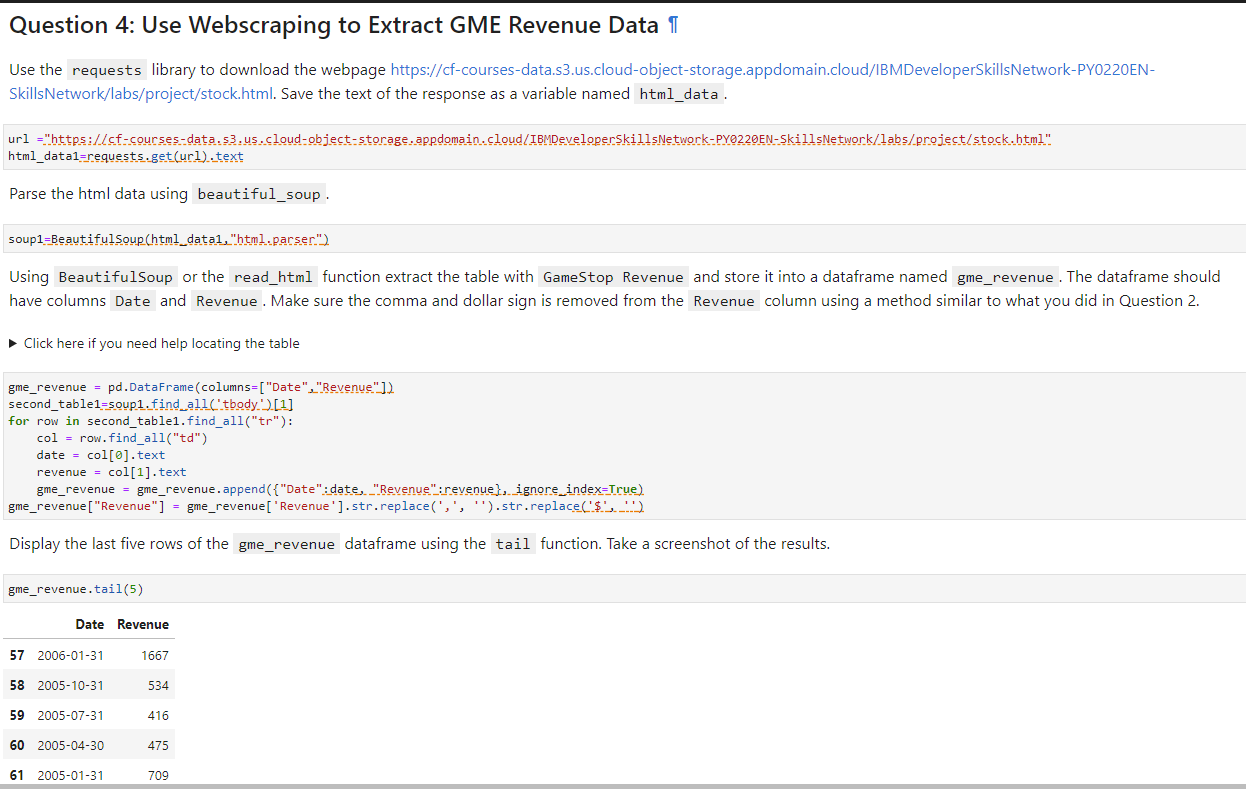 Question 4: Use Webscraping to Extract GME Revenue Data ¶
Use the requests library to download the webpage https://cf-courses-data.s3.us.cloud-object-storage.appdomain.cloud/IBMDeveloperSkillsNetwork-PY0220EN-
SkillsNetwork/labs/project/stock.html. Save the text of the response as a variable named html_data.
url ="https://cf-courses-data.s3.us.cloud-object-storage.appdomain.cloud/IBMDeveloperSkillsNetwork-PY0220EN-SkillsNetwork/labs/project/stock.html"
html_data1=requests.get(url).text
Parse the html data using beautiful_soup.
soup1=BeautifulSoup(html_data1,"html.parser")
Using BeautifulSoup or the read_html function extract the table with GameStop Revenue and store it into a dataframe named gme_revenue. The dataframe should
have columns Date and Revenue. Make sure the comma and dollar sign is removed from the Revenue column using a method similar to what you did in Question 2.
▶ Click here if you need help locating the table
gme_revenue = pd.DataFrame(columns=["Date","Revenue"])
second_table1=soup1.find_all('tbody')[1]
for row in second_table1.find_all("tr"):
    col = row.find_all("td")
    date = col[0].text
    revenue = col[1].text
    gme_revenue = gme_revenue.append({"Date":date, "Revenue":revenue}, ignore_index=True)
gme_revenue["Revenue"] = gme_revenue['Revenue'].str.replace(',', '').str.replace('$', '')
Display the last five rows of the gme_revenue dataframe using the tail function. Take a screenshot of the results.
gme_revenue.tail(5)
Date Revenue
57 2006-01-31 1667
58 2005-10-31 534
59 2005-07-31 416
60 2005-04-30 475
61 2005-01-31 709